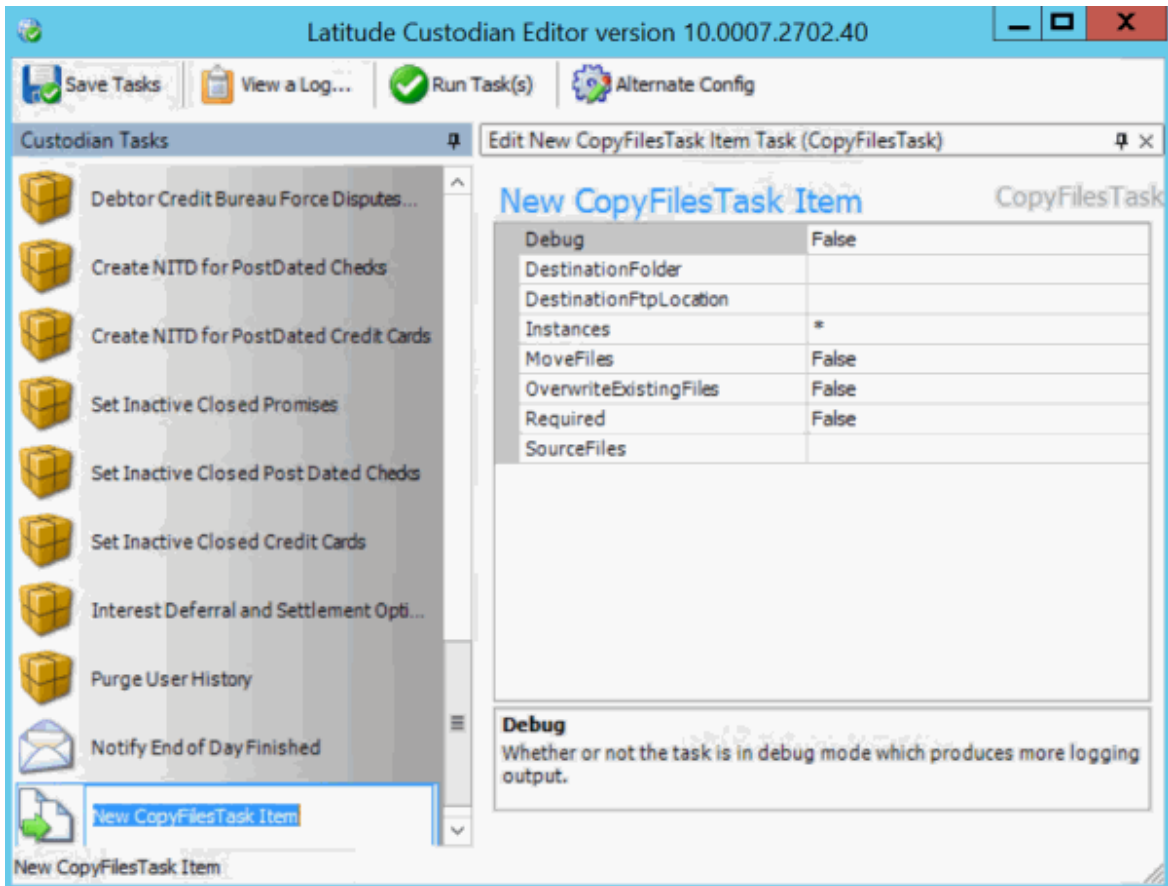 Latitude Custodian Editor version 10.0007.2702.40
Save Tasks View a Log... Run Task(s) Alternate Config
Custodian Tasks
Debtor Credit Bureau Force Disputes...
Create NITD for PostDated Checks
Create NITD for PostDated Credit Cards
Set Inactive Closed Promises
Set Inactive Closed Post Dated Checks
Set Inactive Closed Credit Cards
Interest Deferral and Settlement Opti...
Purge User History
Notify End of Day Finished
New CopyFilesTask Item
Edit New CopyFilesTask Item Task (CopyFilesTask)
New CopyFilesTask Item CopyFilesTask
Debug False
DestinationFolder
DestinationFtpLocation
Instances *
MoveFiles False
OverwriteExistingFiles False
Required False
SourceFiles
Debug
Whether or not the task is in debug mode which produces more logging
output.
New CopyFilesTask Item